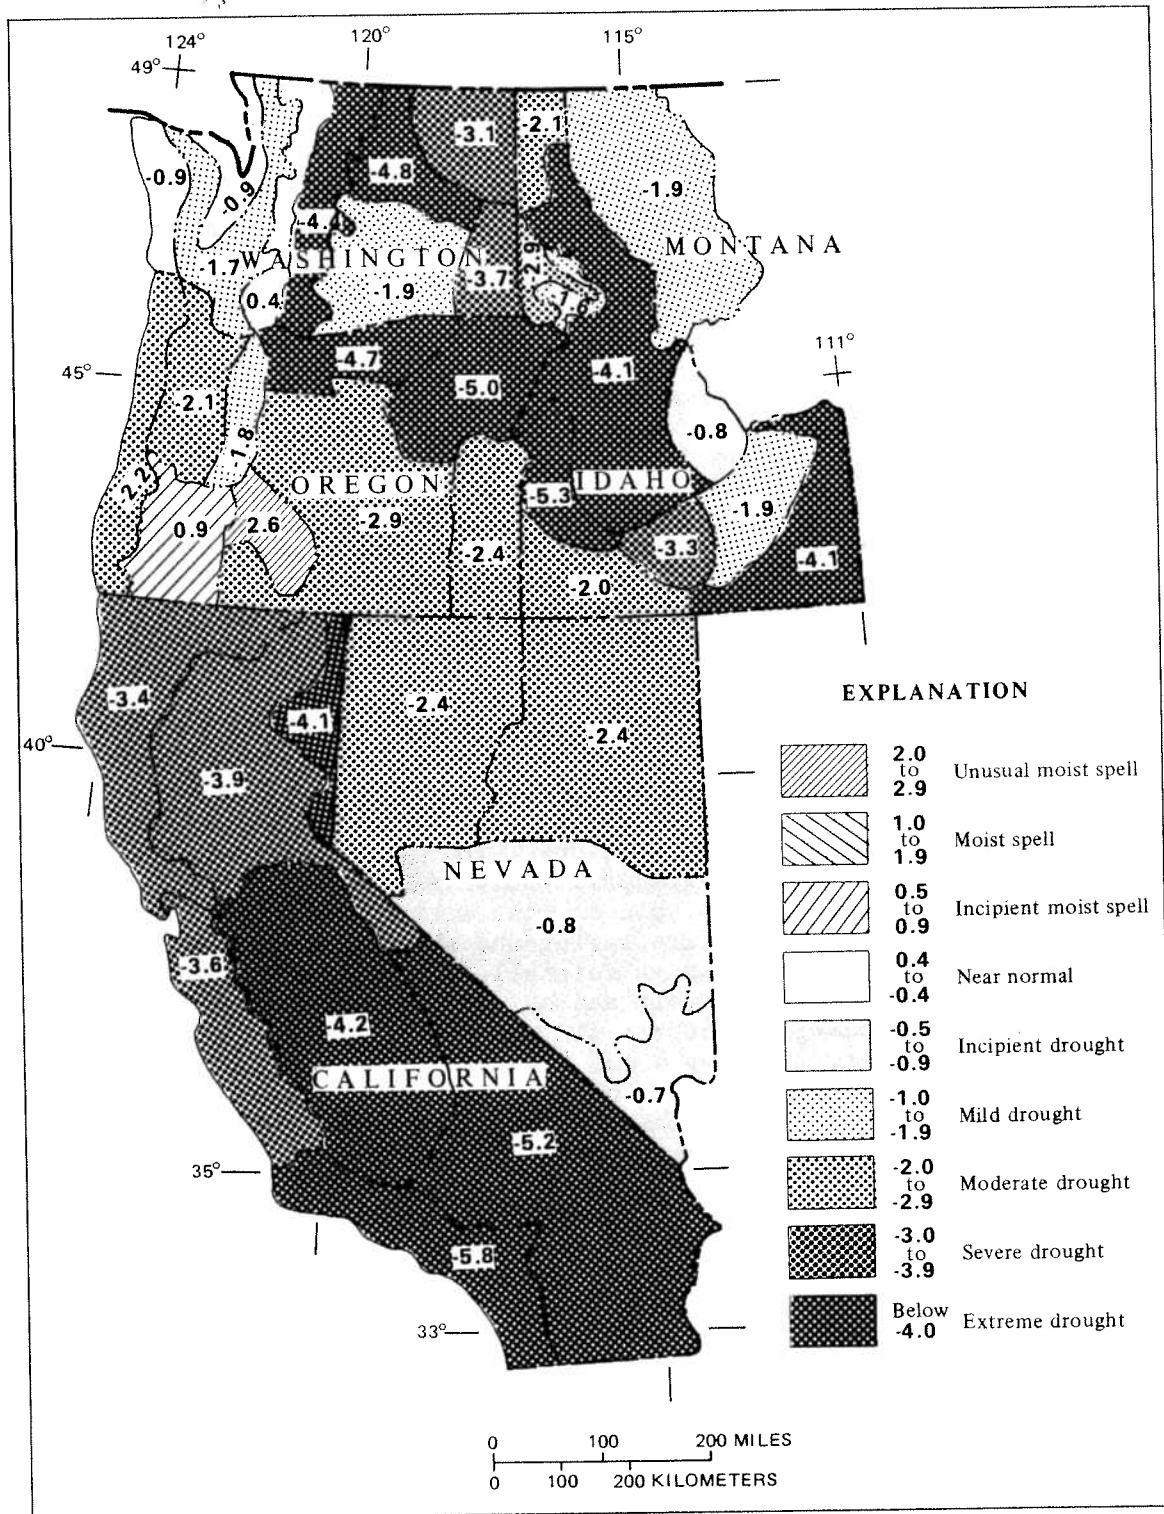 124°
120°
115°
49°
-3.1
-2.1
-4.8
-0.9
-0.9
-1.9
-4.4
WASHINGTON
MONTANA
-1.7
-2.9
-3.7
0.4
-1.9
-1.6
111°
45°
-4.7
-5.0
-4.1
-2.1
-0.8
-1.8
OREGON
IDAHO
-2.2
-5.3
-1.9
0.9
2.6
-2.9
-2.4
-3.3
-4.1
-2.0
-3.4
-4.1
-2.4
-2.4
40°
-3.9
NEVADA
-0.8
-3.6
-4.2
CALIFORNIA
-0.7
-5.2
35°
-5.8
33°
EXPLANATION
2.0
to
2.9
Unusual moist spell
1.0
to
1.9
Moist spell
0.5
to
0.9
Incipient moist spell
0.4
to
-0.4
Near normal
-0.5
to
-0.9
Incipient drought
-1.0
to
-1.9
Mild drought
-2.0
to
-2.9
Moderate drought
-3.0
to
-3.9
Severe drought
Below
-4.0
Extreme drought
0 100 200 MILES
0 100 200 KILOMETERS